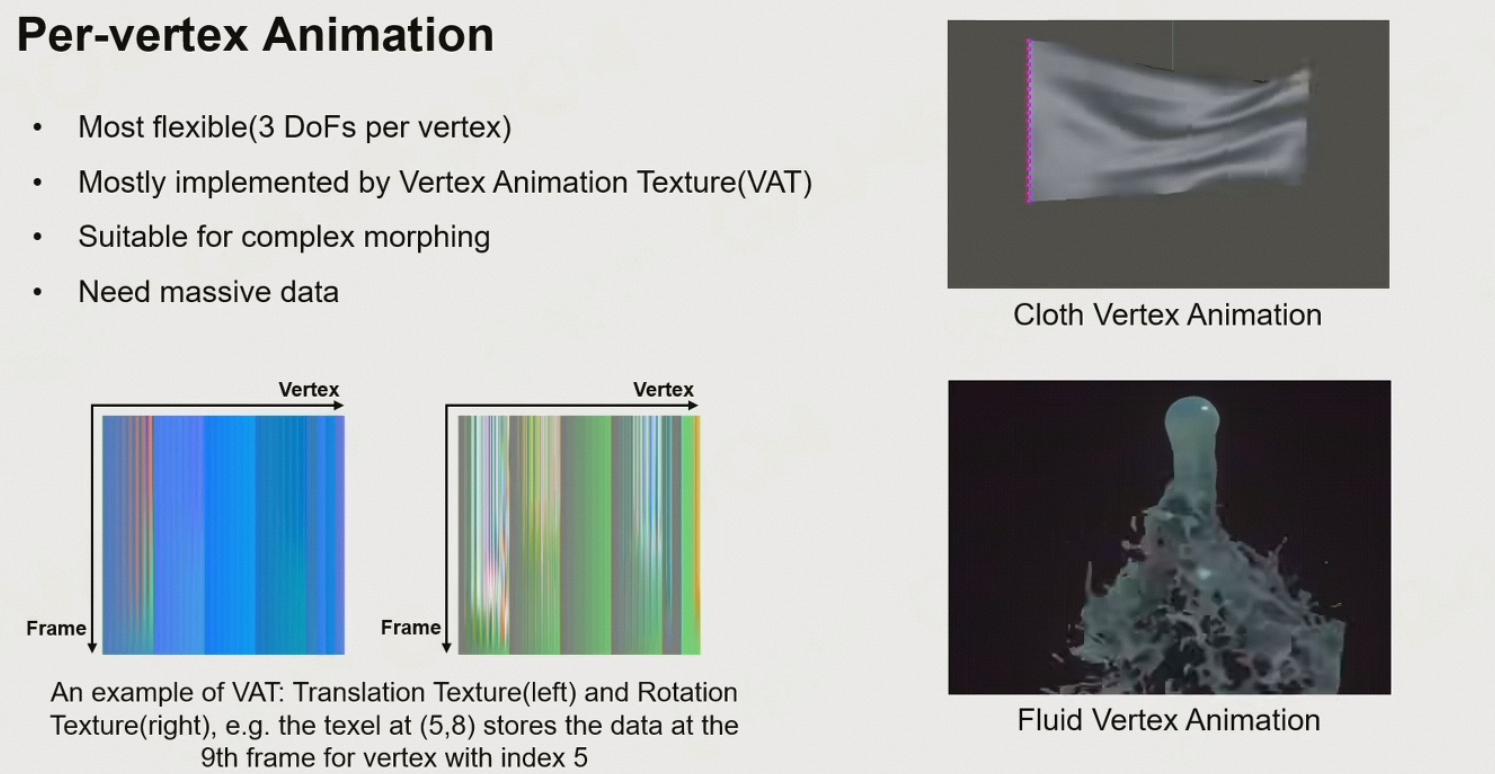 Per-vertex Animation
• Most flexible(3 DoFs per vertex)
• Mostly implemented by Vertex Animation Texture(VAT)
• Suitable for complex morphing
• Need massive data
Cloth Vertex Animation
Vertex
Frame
Vertex
Frame
An example of VAT: Translation Texture(left) and Rotation
Texture(right), e.g. the texel at (5,8) stores the data at the
9th frame for vertex with index 5
Fluid Vertex Animation